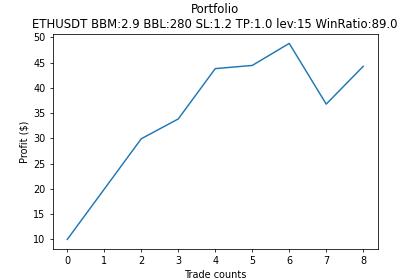 Portfolio
ETHUSDT BBM:2.9 BBL:280 SL:1.2 TP:1.0 lev:15 WinRatio:89.0
50
45
40
35
30
25
20
15
10
Profit ($)
0 1 2 3 4 5 6 7 8
Trade counts